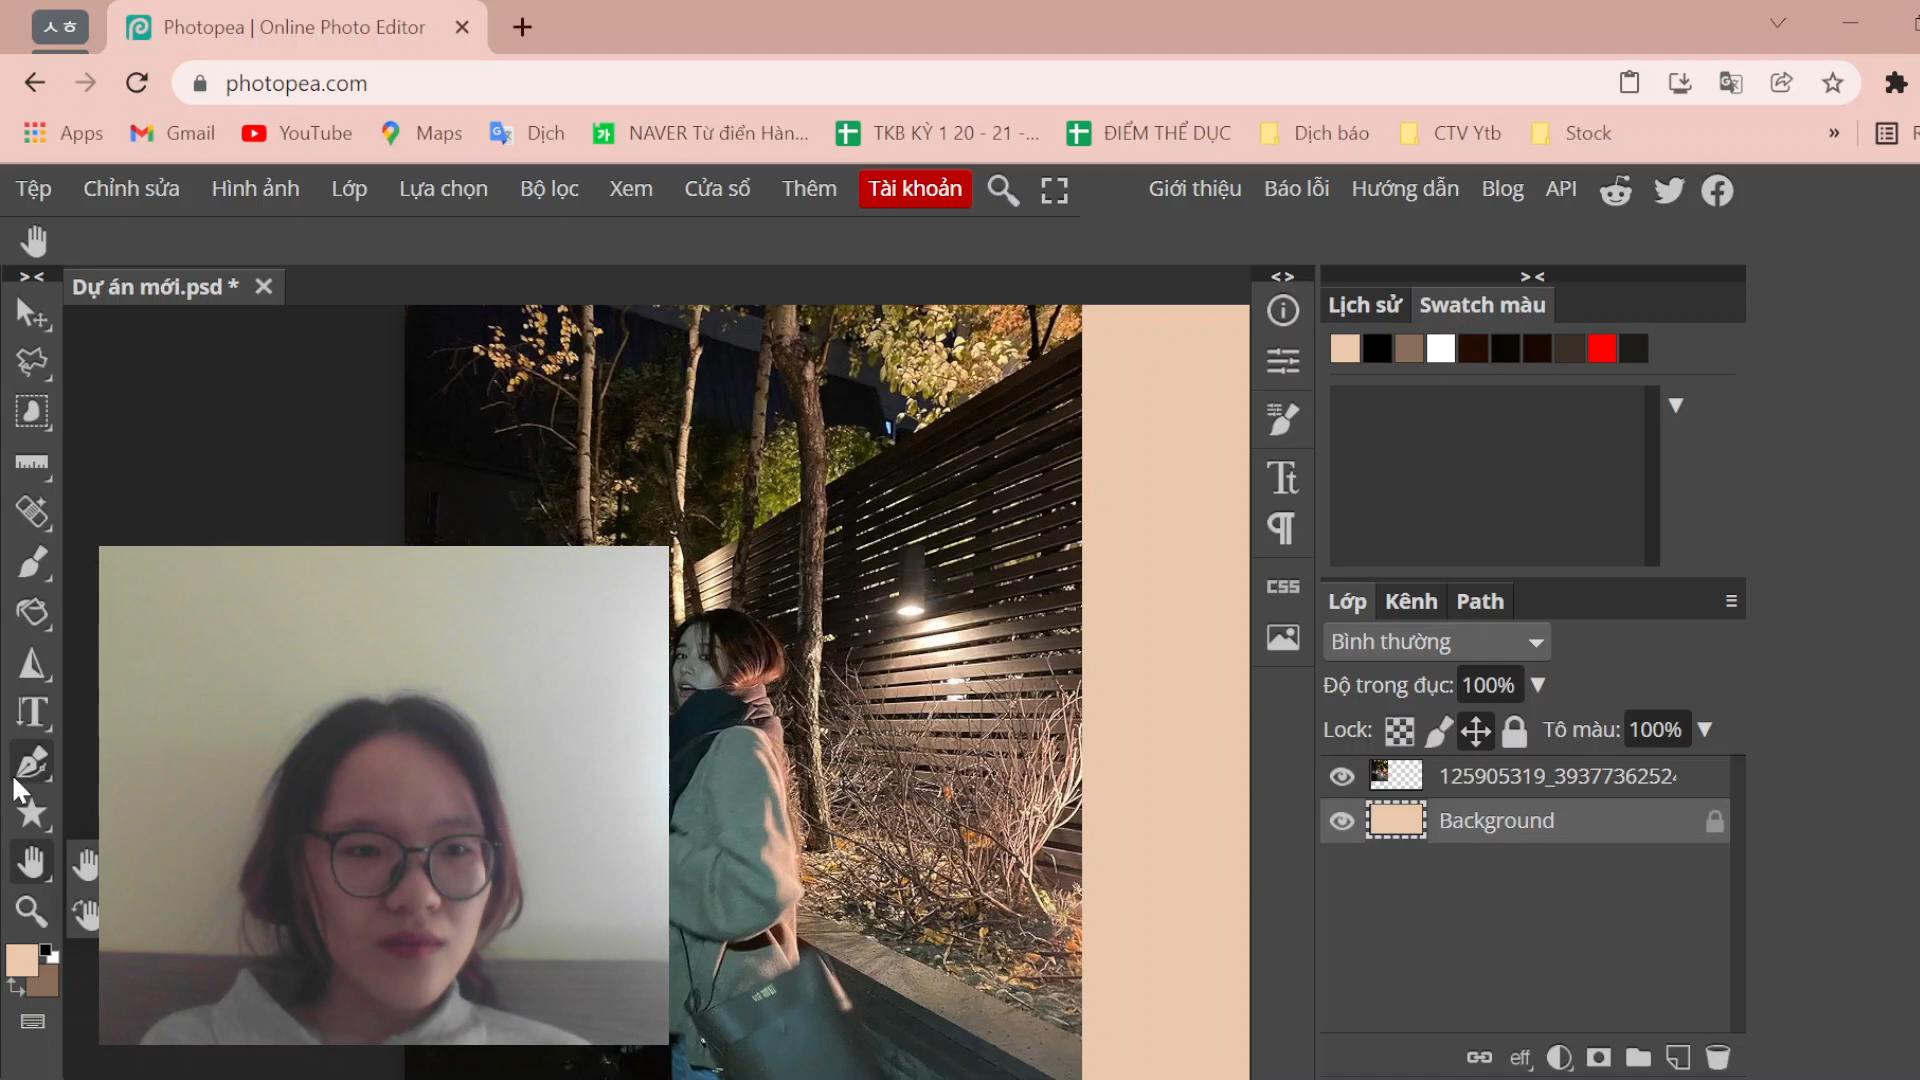 ㅅㅎ Photopea | Online Photo Editor
photopea.com
Apps Gmail YouTube Maps Dịch NAVER Từ điển Hàn... TKB KỲ 1 20 - 21 -... ĐIỂM THỂ DỤC Dịch báo CTV Ytb Stock »
Tệp Chỉnh sửa Hình ảnh Lớp Lựa chọn Bộ lọc Xem Cửa sổ Thêm Tài khoản Giới thiệu Báo lỗi Hướng dẫn Blog API
Dự án mới.psd *
Lịch sử Swatch màu
CSS
Lớp Kênh Path
Bình thường
Độ trong đục: 100%
Lock: Tô màu: 100%
125905319_39377362524
Background
eff